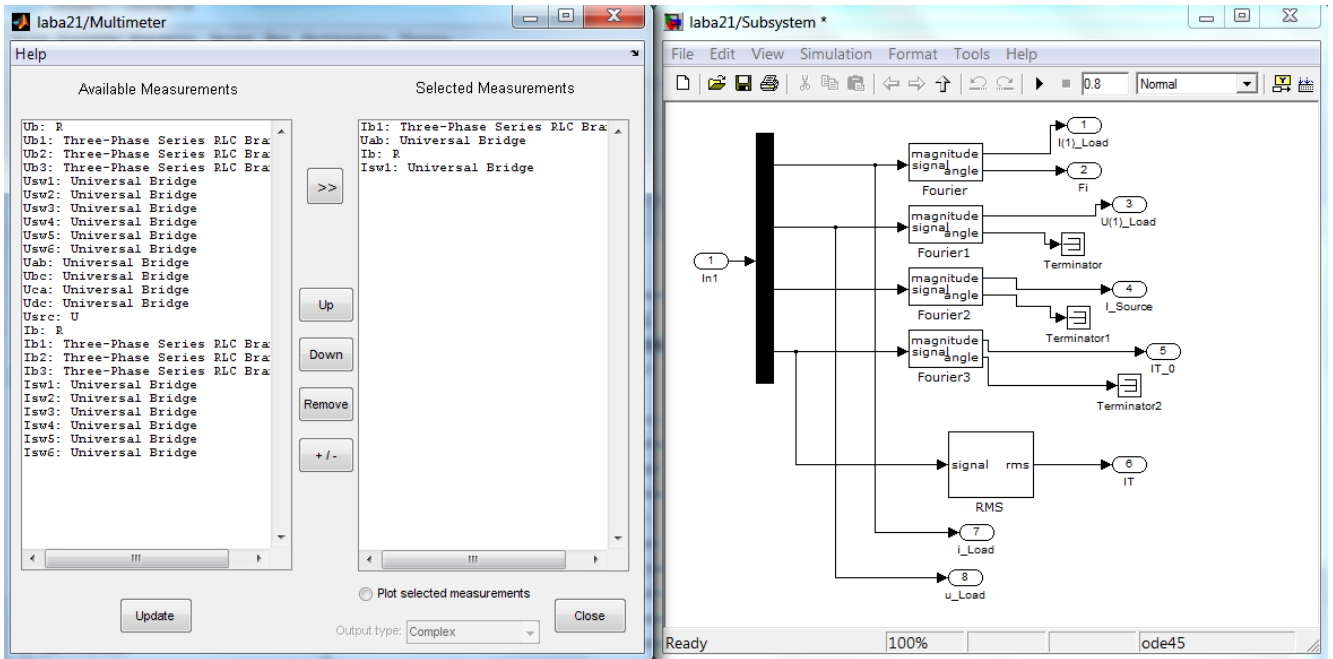 laba21/Multimeter
Help
Available Measurements
Selected Measurements
Ub: R
Ub1: Three-Phase Series RLC Bra
Ub2: Three-Phase Series RLC Bra
Ub3: Three-Phase Series RLC Bra
Usw1: Universal Bridge
Usw2: Universal Bridge
Usw3: Universal Bridge
Usw4: Universal Bridge
Usw5: Universal Bridge
Usw6: Universal Bridge
Uab: Universal Bridge
Ubc: Universal Bridge
Uca: Universal Bridge
Udc: Universal Bridge
Usrc: U
Ib: R
Ib1: Three-Phase Series RLC Bra
Ib2: Three-Phase Series RLC Bra
Ib3: Three-Phase Series RLC Bra
Isw1: Universal Bridge
Isw2: Universal Bridge
Isw3: Universal Bridge
Isw4: Universal Bridge
Isw5: Universal Bridge
Isw6: Universal Bridge
>>
Up
Down
Remove
+ / -
Ib1: Three-Phase Series RLC Bra
Uab: Universal Bridge
Ib: R
Isw1: Universal Bridge
Plot selected measurements
Update
Output type: Complex
Close
laba21/Subsystem *
File Edit View Simulation Format Tools Help
0.8 Normal
1
In1
magnitude
signal
angle
Fourier
1
I(1)_Load
2
Fi
magnitude
signal
angle
Fourier1
3
U(1)_Load
Terminator
magnitude
signal
angle
Fourier2
4
I_Source
Terminator1
magnitude
signal
angle
Fourier3
5
IT_0
Terminator2
signal rms
RMS
6
IT
7
i_Load
8
u_Load
Ready 100% ode45